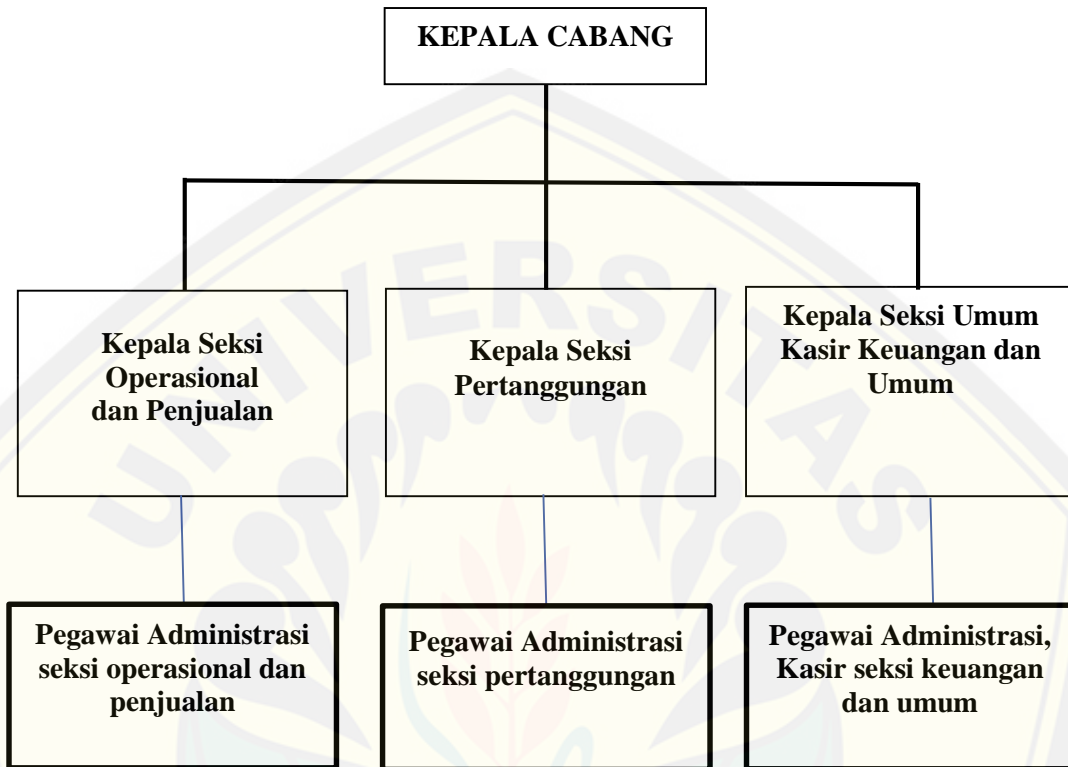 KEPALA CABANG
Kepala Seksi
Operasional
dan Penjualan
Kepala Seksi
Pertanggungan
Kepala Seksi Umum
Kasir Keuangan dan
Umum
Pegawai Administrasi
seksi operasional dan
penjualan
Pegawai Administrasi
seksi pertanggungan
Pegawai Administrasi,
Kasir seksi keuangan
dan umum
UNIVERSITAS